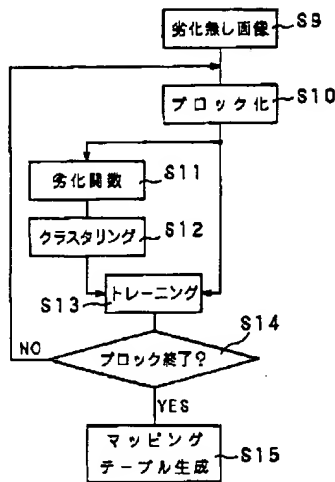 劣化無し画像
S9
ブロック化
S10
劣化関数
S11
クラスタリング
S12
トレーニング
S13
ブロック終了?
S14
NO
YES
マッピング
テーブル生成
S15